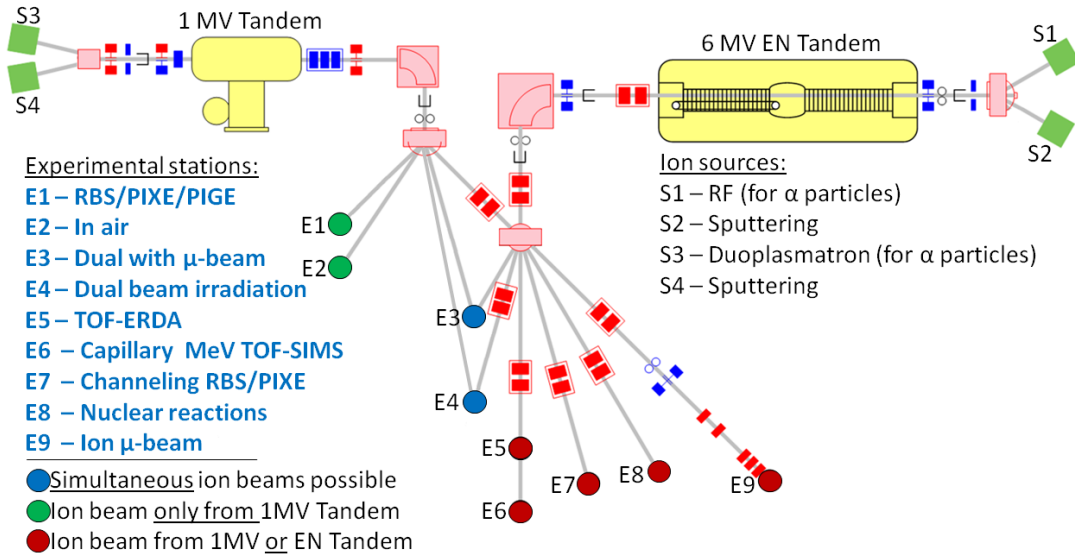 S3
1 MV Tandem
6 MV EN Tandem
S1
S4
S2
Experimental stations:
E1 – RBS/PIXE/PIGE
E2 – In air
E3 – Dual with μ-beam
E4 – Dual beam irradiation
E5 – TOF-ERDA
E6 – Capillary MeV TOF-SIMS
E7 – Channeling RBS/PIXE
E8 – Nuclear reactions
E9 – Ion μ-beam
Simultaneous ion beams possible
Ion beam only from 1MV Tandem
Ion beam from 1MV or EN Tandem
Ion sources:
S1 – RF (for α particles)
S2 – Sputtering
S3 – Duoplasmatron (for α particles)
S4 – Sputtering
E1
E2
E3
E4
E5
E6
E7
E8
E9